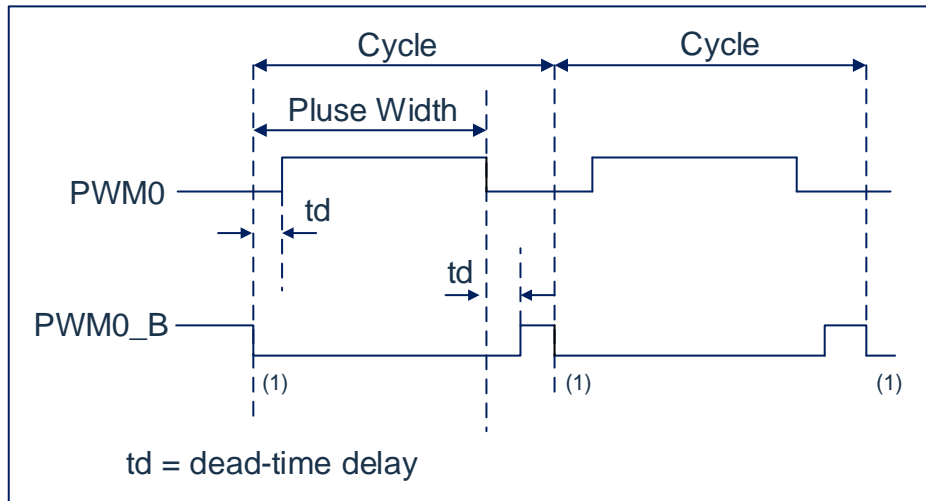 Cycle Cycle
Pluse Width
PWM0
td
td
PWM0_B
(1) (1) (1)
td = dead-time delay